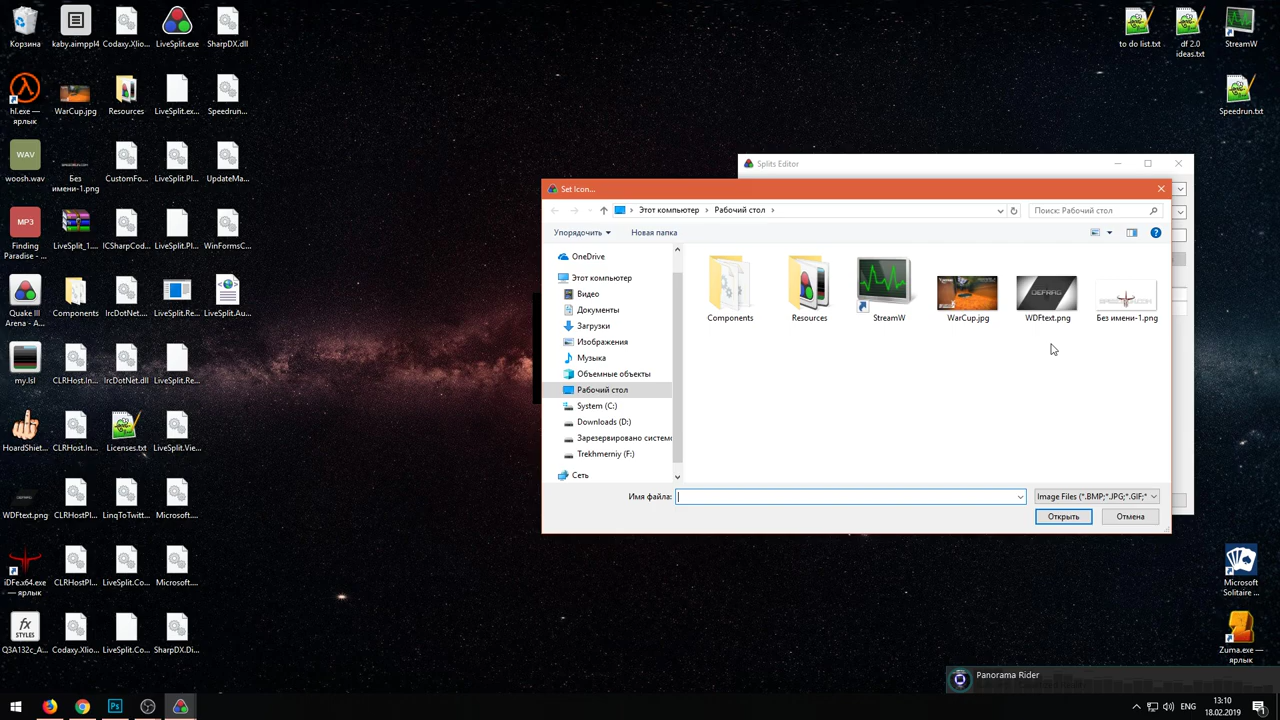 Корзина
kaby.aimppl4
Codaxy.Xlio...
LiveSplit.exe
SharpDX.dll
to do list.txt
df 2.0
ideas.txt
StreamW
hl.exe —
ярлык
WarCup.jpg
Resources
LiveSplit.ex...
Speedrun...
Speedrun.txt
WAV
woosh.wav
Без
имени-1.png
CustomFo...
LiveSplit.Pl...
UpdateMa...
MP3
Finding
Paradise - ...
LiveSplit_1....
ICSharpCod...
LiveSplit.Pl...
WinFormsC...
Quake III
Arena - A...
Components
IrcDotNet....
LiveSplit.Re...
LiveSplit.Au...
my.lsl
CLRHost.In...
IrcDotNet.dll
LiveSplit.Re...
HoardShiet...
CLRHost.In...
Licenses.txt
LiveSplit.Vie...
WDFtext.png
CLRHostPl...
LinqToTwitt...
Microsoft....
iDFe.x64.exe
— ярлык
CLRHostPl...
LiveSplit.Co...
Microsoft....
fx
STYLES
Q3A132c_A...
Codaxy.Xlio...
LiveSplit.Co...
SharpDX.Di...
Splits Editor
Set Icon...
Этот компьютер
Рабочий стол
Поиск: Рабочий стол
Упорядочить
Новая папка
OneDrive
Этот компьютер
Видео
Документы
Загрузки
Изображения
Музыка
Объемные объекты
Рабочий стол
System (C:)
Downloads (D:)
Зарезервировано системо
Trekhmerniy (F:)
Сеть
Components
Resources
StreamW
WarCup.jpg
DEFRAG
WDFtext.png
Без имени-1.png
Имя файла:
Image Files (*.BMP;*.JPG;*.GIF;*
Открыть
Отмена
Microsoft
Solitaire ...
Zuma.exe —
ярлык
Panorama Rider
Ps
ENG
13:10
18.02.2019
1